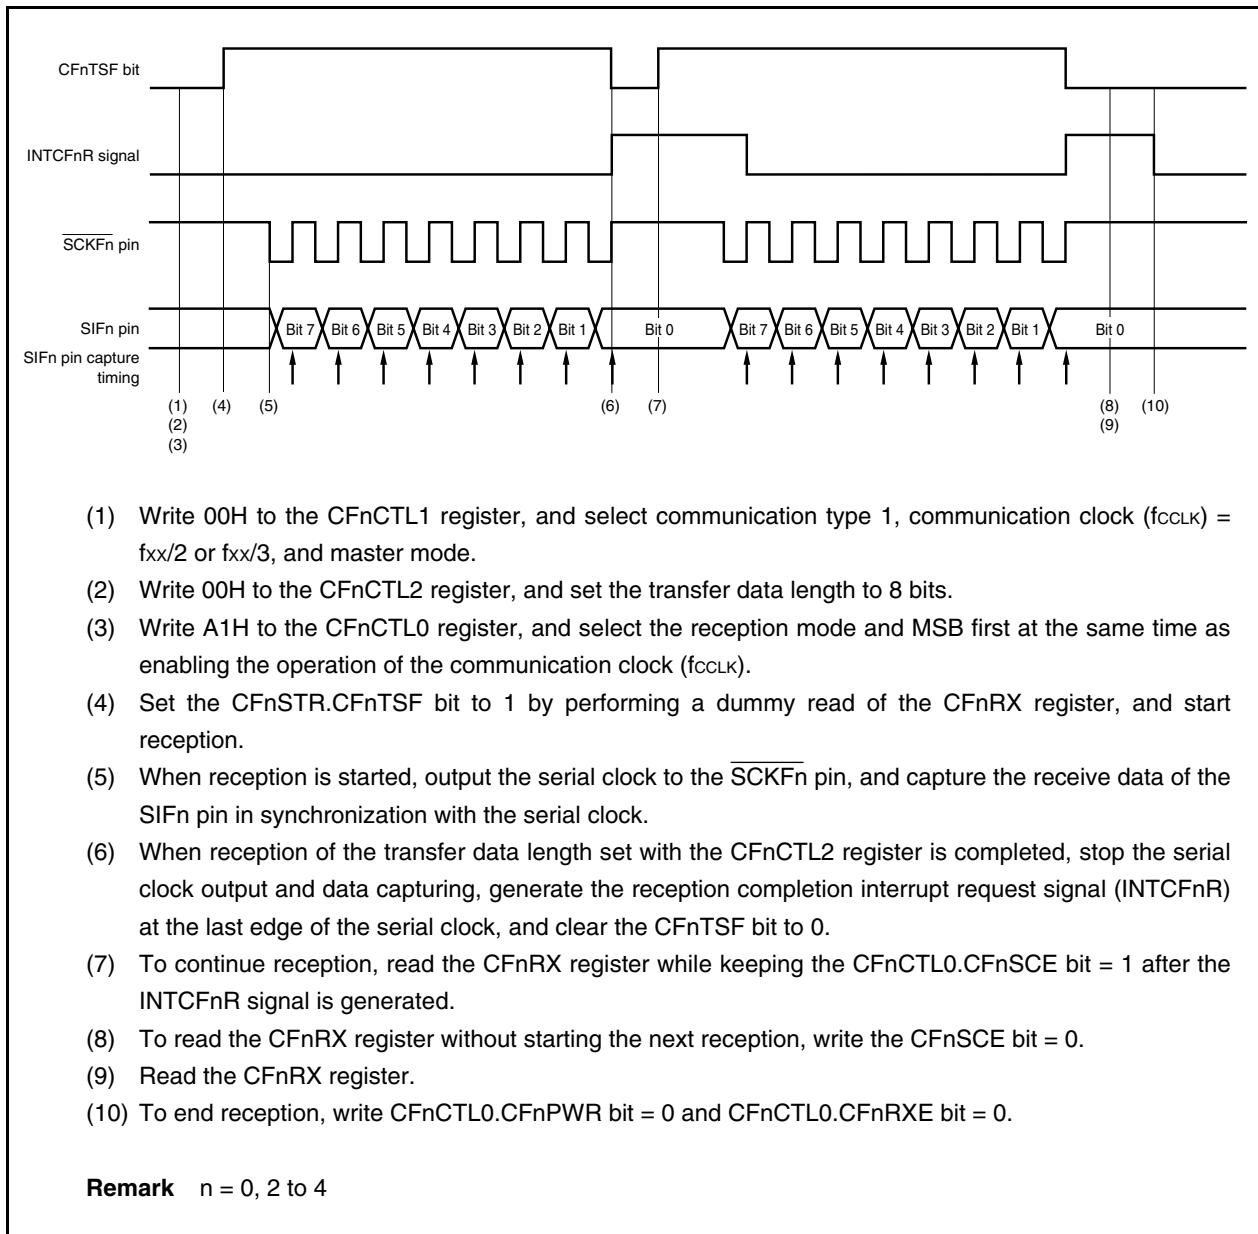 CFnTSF bit
INTCFnR signal
SCKFn pin
SIFn pin
Bit 7 Bit 6 Bit 5 Bit 4 Bit 3 Bit 2 Bit 1 Bit 0 Bit 7 Bit 6 Bit 5 Bit 4 Bit 3 Bit 2 Bit 1 Bit 0
SIFn pin capture
timing
(1) (4) (5) (6) (7) (8) (10)
(2) (9)
(3)
(1) Write 00H to the CFnCTL1 register, and select communication type 1, communication clock (fCCLK) =
fxx/2 or fxx/3, and master mode.
(2) Write 00H to the CFnCTL2 register, and set the transfer data length to 8 bits.
(3) Write A1H to the CFnCTL0 register, and select the reception mode and MSB first at the same time as
enabling the operation of the communication clock (fCCLK).
(4) Set the CFnSTR.CFnTSF bit to 1 by performing a dummy read of the CFnRX register, and start
reception.
(5) When reception is started, output the serial clock to the SCKFn pin, and capture the receive data of the
SIFn pin in synchronization with the serial clock.
(6) When reception of the transfer data length set with the CFnCTL2 register is completed, stop the serial
clock output and data capturing, generate the reception completion interrupt request signal (INTCFnR)
at the last edge of the serial clock, and clear the CFnTSF bit to 0.
(7) To continue reception, read the CFnRX register while keeping the CFnCTL0.CFnSCE bit = 1 after the
INTCFnR signal is generated.
(8) To read the CFnRX register without starting the next reception, write the CFnSCE bit = 0.
(9) Read the CFnRX register.
(10) To end reception, write CFnCTL0.CFnPWR bit = 0 and CFnCTL0.CFnRXE bit = 0.
Remark n = 0, 2 to 4